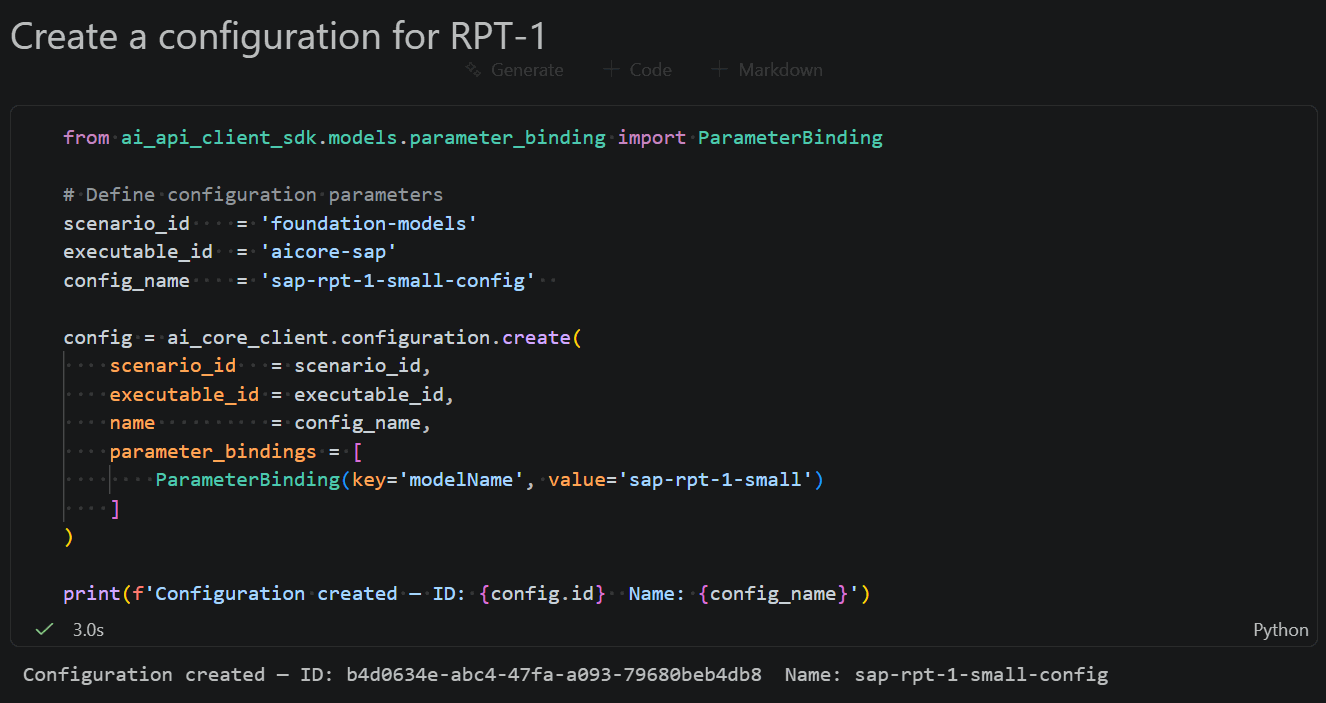 Create a configuration for RPT-1
Generate + Code + Markdown
from ai_api_client_sdk.models.parameter_binding import ParameterBinding
# Define configuration parameters
scenario_id    = 'foundation-models'
executable_id  = 'aicore-sap'
config_name    = 'sap-rpt-1-small-config'
config = ai_core_client.configuration.create(
    scenario_id   = scenario_id,
    executable_id = executable_id,
    name          = config_name,
    parameter_bindings = [
        ParameterBinding(key='modelName', value='sap-rpt-1-small')
    ]
)
print(f'Configuration created — ID: {config.id}  Name: {config_name}')
3.0s
Python
Configuration created — ID: b4d0634e-abc4-47fa-a093-79680beb4db8  Name: sap-rpt-1-small-config